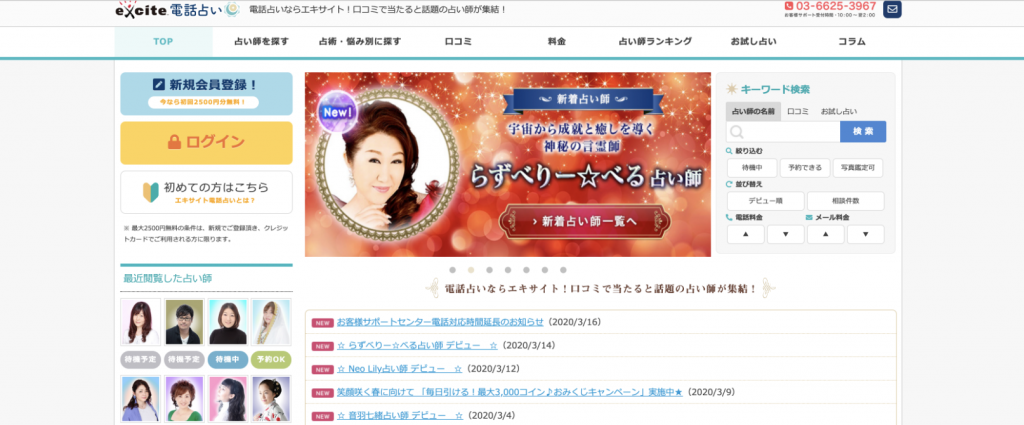 excite.電話占い
電話占いならエキサイト！口コミで当たると話題の占い師が集結！
03-6625-3967
お客様サポート受付時間・10:00〜翌2:00
TOP
占い師を探す
占術・悩み別に探す
口コミ
料金
占い師ランキング
お試し占い
コラム
新規会員登録！
今なら相談2500円分無料！
ログイン
初めての方はこちら
エキサイト電話占いとは？
※ 最大2500円無料の条件は、新規でご登録頂き、クレジットカードでご利用される方に限ります。
最近閲覧した占い師
待機予定
待機予定
待機中
予約OK
New!
新着占い師
宇宙から成就と癒しを導く
神秘の言霊師
らずべりー☆べる 占い師
› 新着占い師一覧へ
電話占いならエキサイト！口コミで当たると話題の占い師が集結！
NEW お客様サポートセンター電話対応時間延長のお知らせ（2020/3/16）
NEW ☆ らずべりー☆べる占い師 デビュー ☆（2020/3/14）
NEW ☆ Neo Lily占い師 デビュー ☆（2020/3/12）
NEW 笑顔咲く春に向けて 「毎日引ける！最大3,000コイン♪おみくじキャンペーン」実施中★（2020/3/9）
NEW ☆ 音羽七緒占い師 デビュー ☆（2020/3/4）
キーワード検索
占い師の名前
口コミ
お試し占い
検 索
絞り込む
待機中
予約できる
写真鑑定可
並び替え
デビュー順
相談件数
電話料金
メール料金
▲
▼
▲
▼